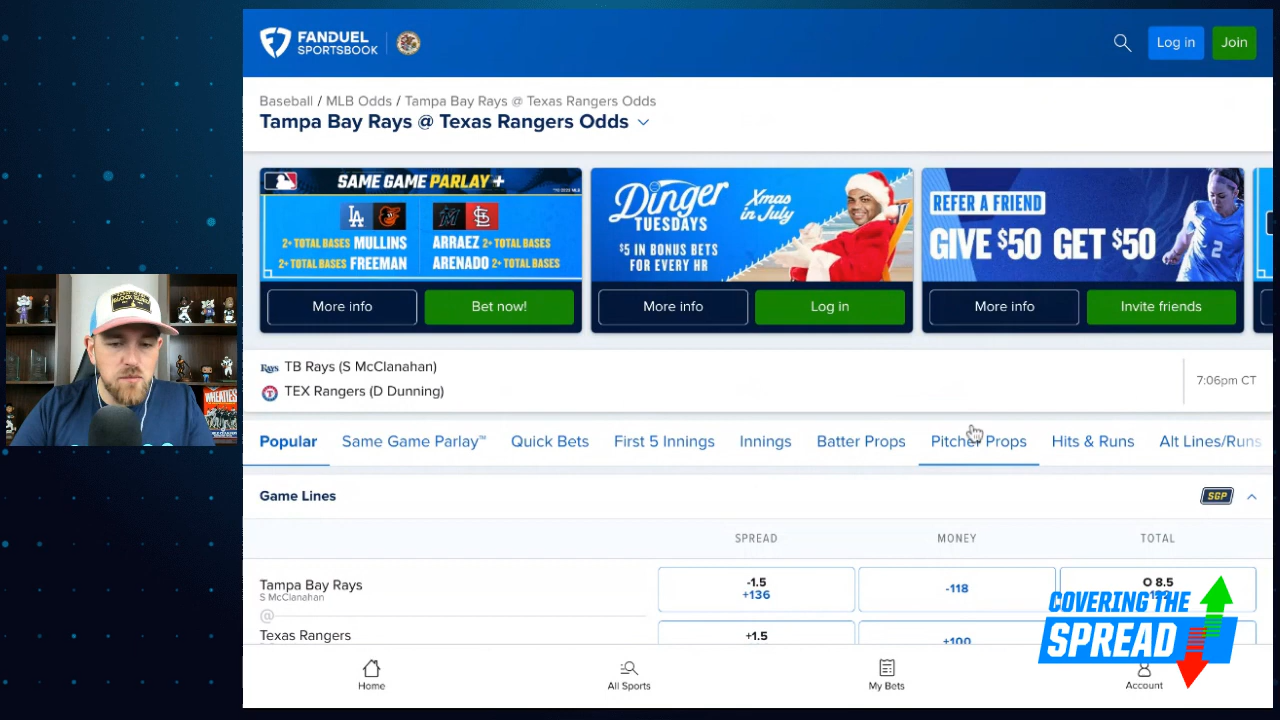 FANDUEL
SPORTSBOOK
Log in
Join
Baseball / MLB Odds / Tampa Bay Rays @ Texas Rangers Odds
Tampa Bay Rays @ Texas Rangers Odds
SAME GAME PARLAY+
LA
2+ TOTAL BASES MULLINS
2+ TOTAL BASES FREEMAN
ARRAEZ 2+ TOTAL BASES
ARENADO 2+ TOTAL BASES
More info
Bet now!
Dinger
TUESDAYS
Xmas
in July
$5 IN BONUS BETS
FOR EVERY HR
More info
Log in
REFER A FRIEND
GIVE $50 GET $50
2
More info
Invite friends
Rays
TB Rays (S McClanahan)
TEX Rangers (D Dunning)
7:06pm CT
Popular
Same Game Parlay™
Quick Bets
First 5 Innings
Innings
Batter Props
Pitcher Props
Hits & Runs
Alt Lines/Runs
Game Lines
SGP
SPREAD
MONEY
TOTAL
Tampa Bay Rays
S McClanahan
-1.5
+136
-118
O 8.5
@
Texas Rangers
+1.5
+100
COVERING THE
SPREAD
Home
All Sports
My Bets
Account
WHEATIES